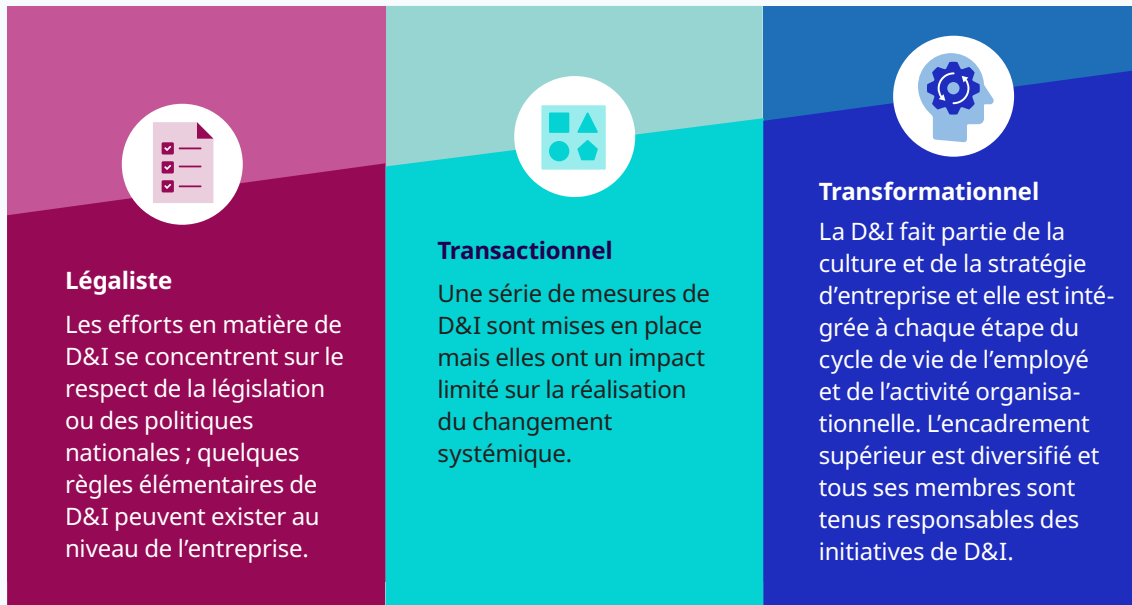 Légaliste
Les efforts en matière de
D&I se concentrent sur le
respect de la législation
ou des politiques
nationales ; quelques
règles élémentaires de
D&I peuvent exister au
niveau de l’entreprise.
Transactionnel
Une série de mesures de
D&I sont mises en place
mais elles ont un impact
limité sur la réalisation
du changement
systémique.
Transformationnel
La D&I fait partie de la
culture et de la stratégie
d’entreprise et elle est inté-
grée à chaque étape du
cycle de vie de l’employé
et de l’activité organisa-
tionnelle. L’encadrement
supérieur est diversifié et
tous ses membres sont
tenus responsables des
initiatives de D&I.